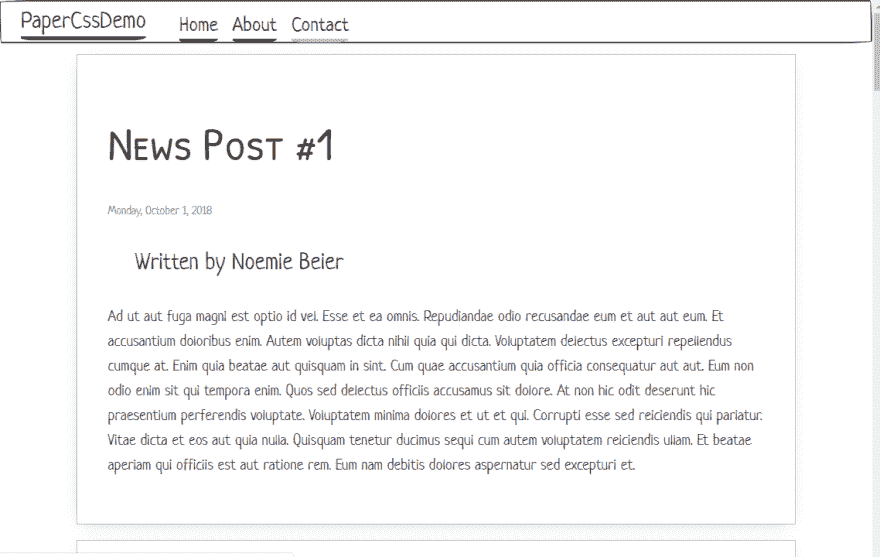 PaperCssDemo Home About Contact
News Post #1
Monday, October 1, 2018
Written by Noemie Beier
Ad ut aut fuga magni est optio id vel. Esse et ea omnis. Repudiandae odio recusandae eum et aut aut eum. Et
accusantium doloribus enim. Autem voluptas dicta nihil quia qui dicta. Voluptatem delectus excepturi repellendus
cumque at. Enim quia beatae aut quisquam in sint. Cum quae accusantium quia officia consequatur aut aut. Eum non
odio enim sit qui tempora enim. Quos sed delectus officiis accusamus sit dolore. At non hic odit deserunt hic
praesentium perferendis voluptate. Voluptatem minima dolores et ut et qui. Corrupti esse sed reiciendis qui pariatur.
Vitae dicta et eos aut quia nulla. Quisquam tenetur ducimus sequi cum autem voluptatem reiciendis ullam. Et beatae
aperiam qui officiis est aut ratione rem. Eum nam debitis dolores aspernatur sed excepturi et.